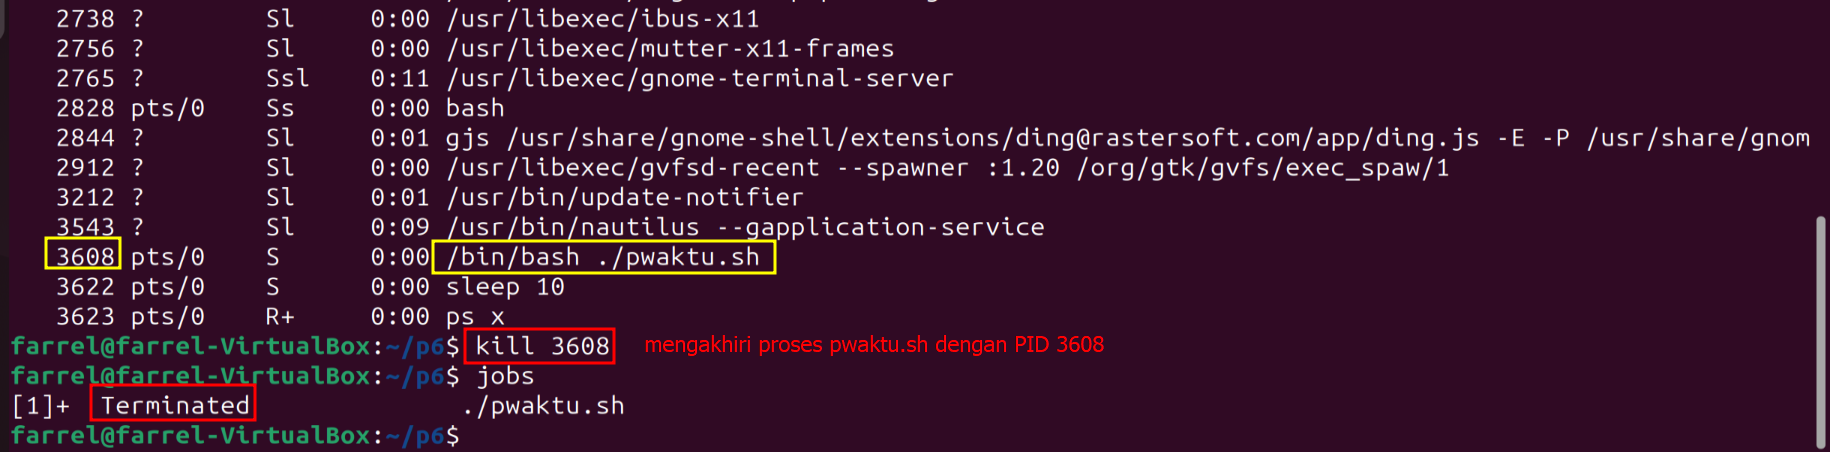 2738 ?        Sl     0:00 /usr/libexec/ibus-x11
2756 ?        Sl     0:00 /usr/libexec/mutter-x11-frames
2765 ?        Ssl    0:11 /usr/libexec/gnome-terminal-server
2828 pts/0    Ss     0:00 bash
2844 ?        Sl     0:01 gjs /usr/share/gnome-shell/extensions/ding@rastersoft.com/app/ding.js -E -P /usr/share/gnom
2912 ?        Sl     0:00 /usr/libexec/gvfsd-recent --spawner :1.20 /org/gtk/gvfs/exec_spaw/1
3212 ?        Sl     0:01 /usr/bin/update-notifier
3543 ?        Sl     0:09 /usr/bin/nautilus --gapplication-service
3608 pts/0    S      0:00 /bin/bash ./pwaktu.sh
3622 pts/0    S      0:00 sleep 10
3623 pts/0    R+     0:00 ps x
farrel@farrel-VirtualBox:~/p6$ kill 3608 mengakhiri proses pwaktu.sh dengan PID 3608
farrel@farrel-VirtualBox:~/p6$ jobs
[1]+  Terminated              ./pwaktu.sh
farrel@farrel-VirtualBox:~/p6$